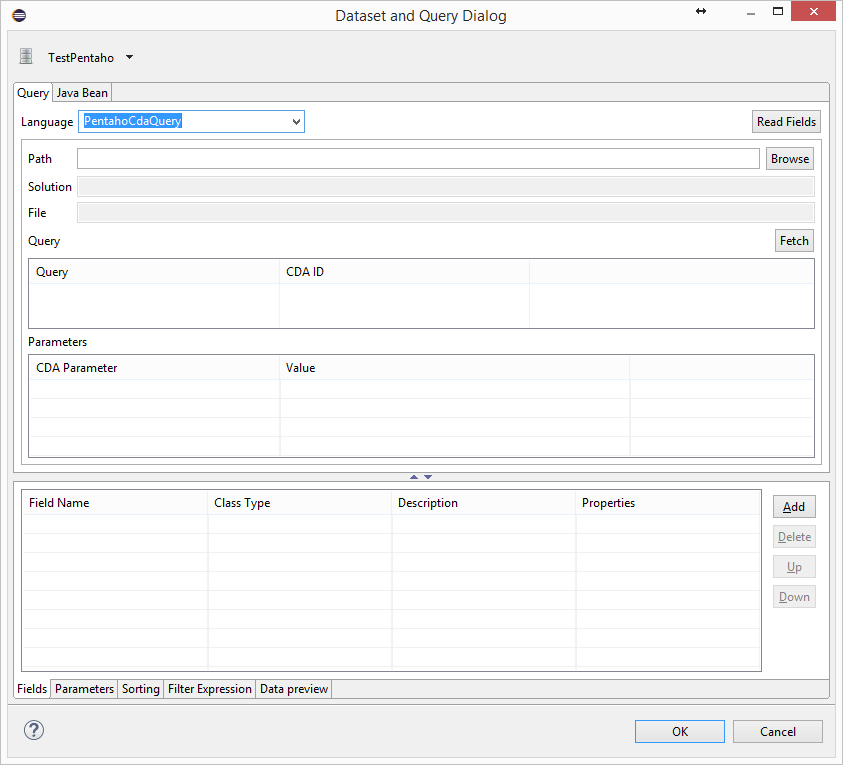 Dataset and Query Dialog
TestPentaho
Query Java Bean
Language PentahoCdaQuery Read Fields
Path Browse
Solution
File
Query Fetch
Query CDA ID
Parameters
CDA Parameter Value
Field Name Class Type Description Properties
Add
Delete
Up
Down
Fields Parameters Sorting Filter Expression Data preview
? OK Cancel